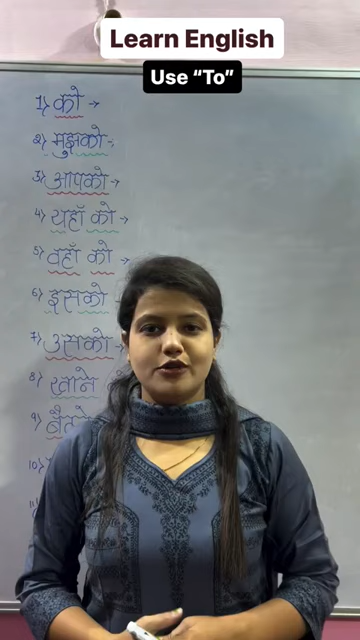 Learn English
Use “To”
1) को →
2) मुझको →
3) आपको →
4) यहाँ को →
5) वहाँ को →
6) इसको →
7) उसको →
8) खाने
9)
10)
11)